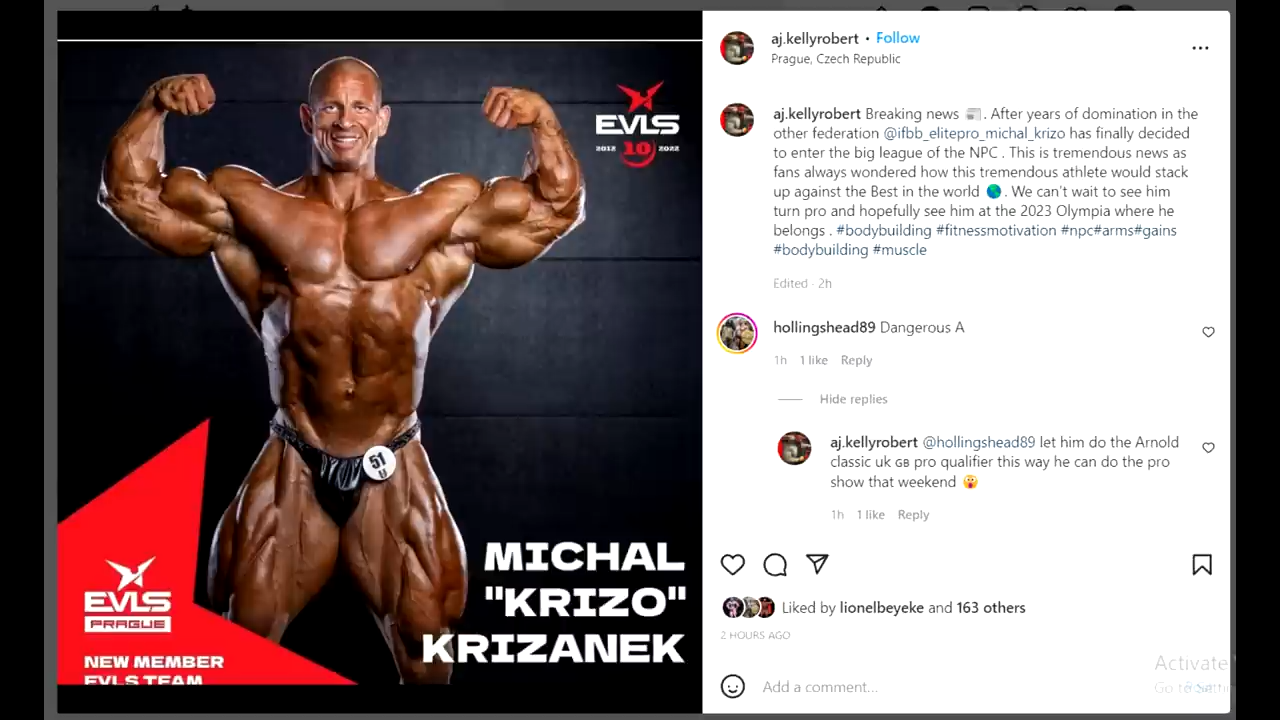 EVLS
2012 10 2022
51
U
MICHAL
"KRIZO"
KRIZANEK
EVLS
PRAGUE
NEW MEMBER
EVLS TEAM
aj.kellyrobert • Follow
Prague, Czech Republic
aj.kellyrobert Breaking news 📰. After years of domination in the
other federation @ifbb_elitepro_michal_krizo has finally decided
to enter the big league of the NPC . This is tremendous news as
fans always wondered how this tremendous athlete would stack
up against the Best in the world 🌎. We can't wait to see him
turn pro and hopefully see him at the 2023 Olympia where he
belongs . #bodybuilding #fitnessmotivation #npc#arms#gains
#bodybuilding #muscle
Edited · 2h
hollingshead89 Dangerous A
1h 1 like Reply
Hide replies
aj.kellyrobert @hollingshead89 let him do the Arnold
classic uk GB pro qualifier this way he can do the pro
show that weekend 😲
1h 1 like Reply
Liked by lionelbeyeke and 163 others
2 HOURS AGO
Add a comment...
Activate
Go to